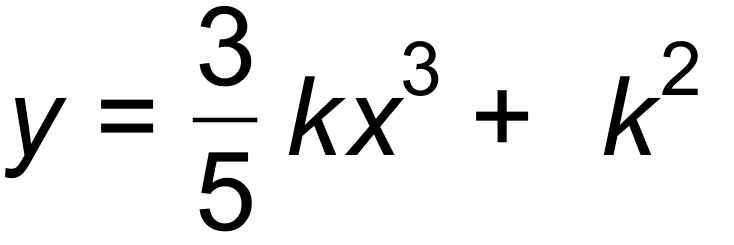 y = 3/5 kx³ + k²